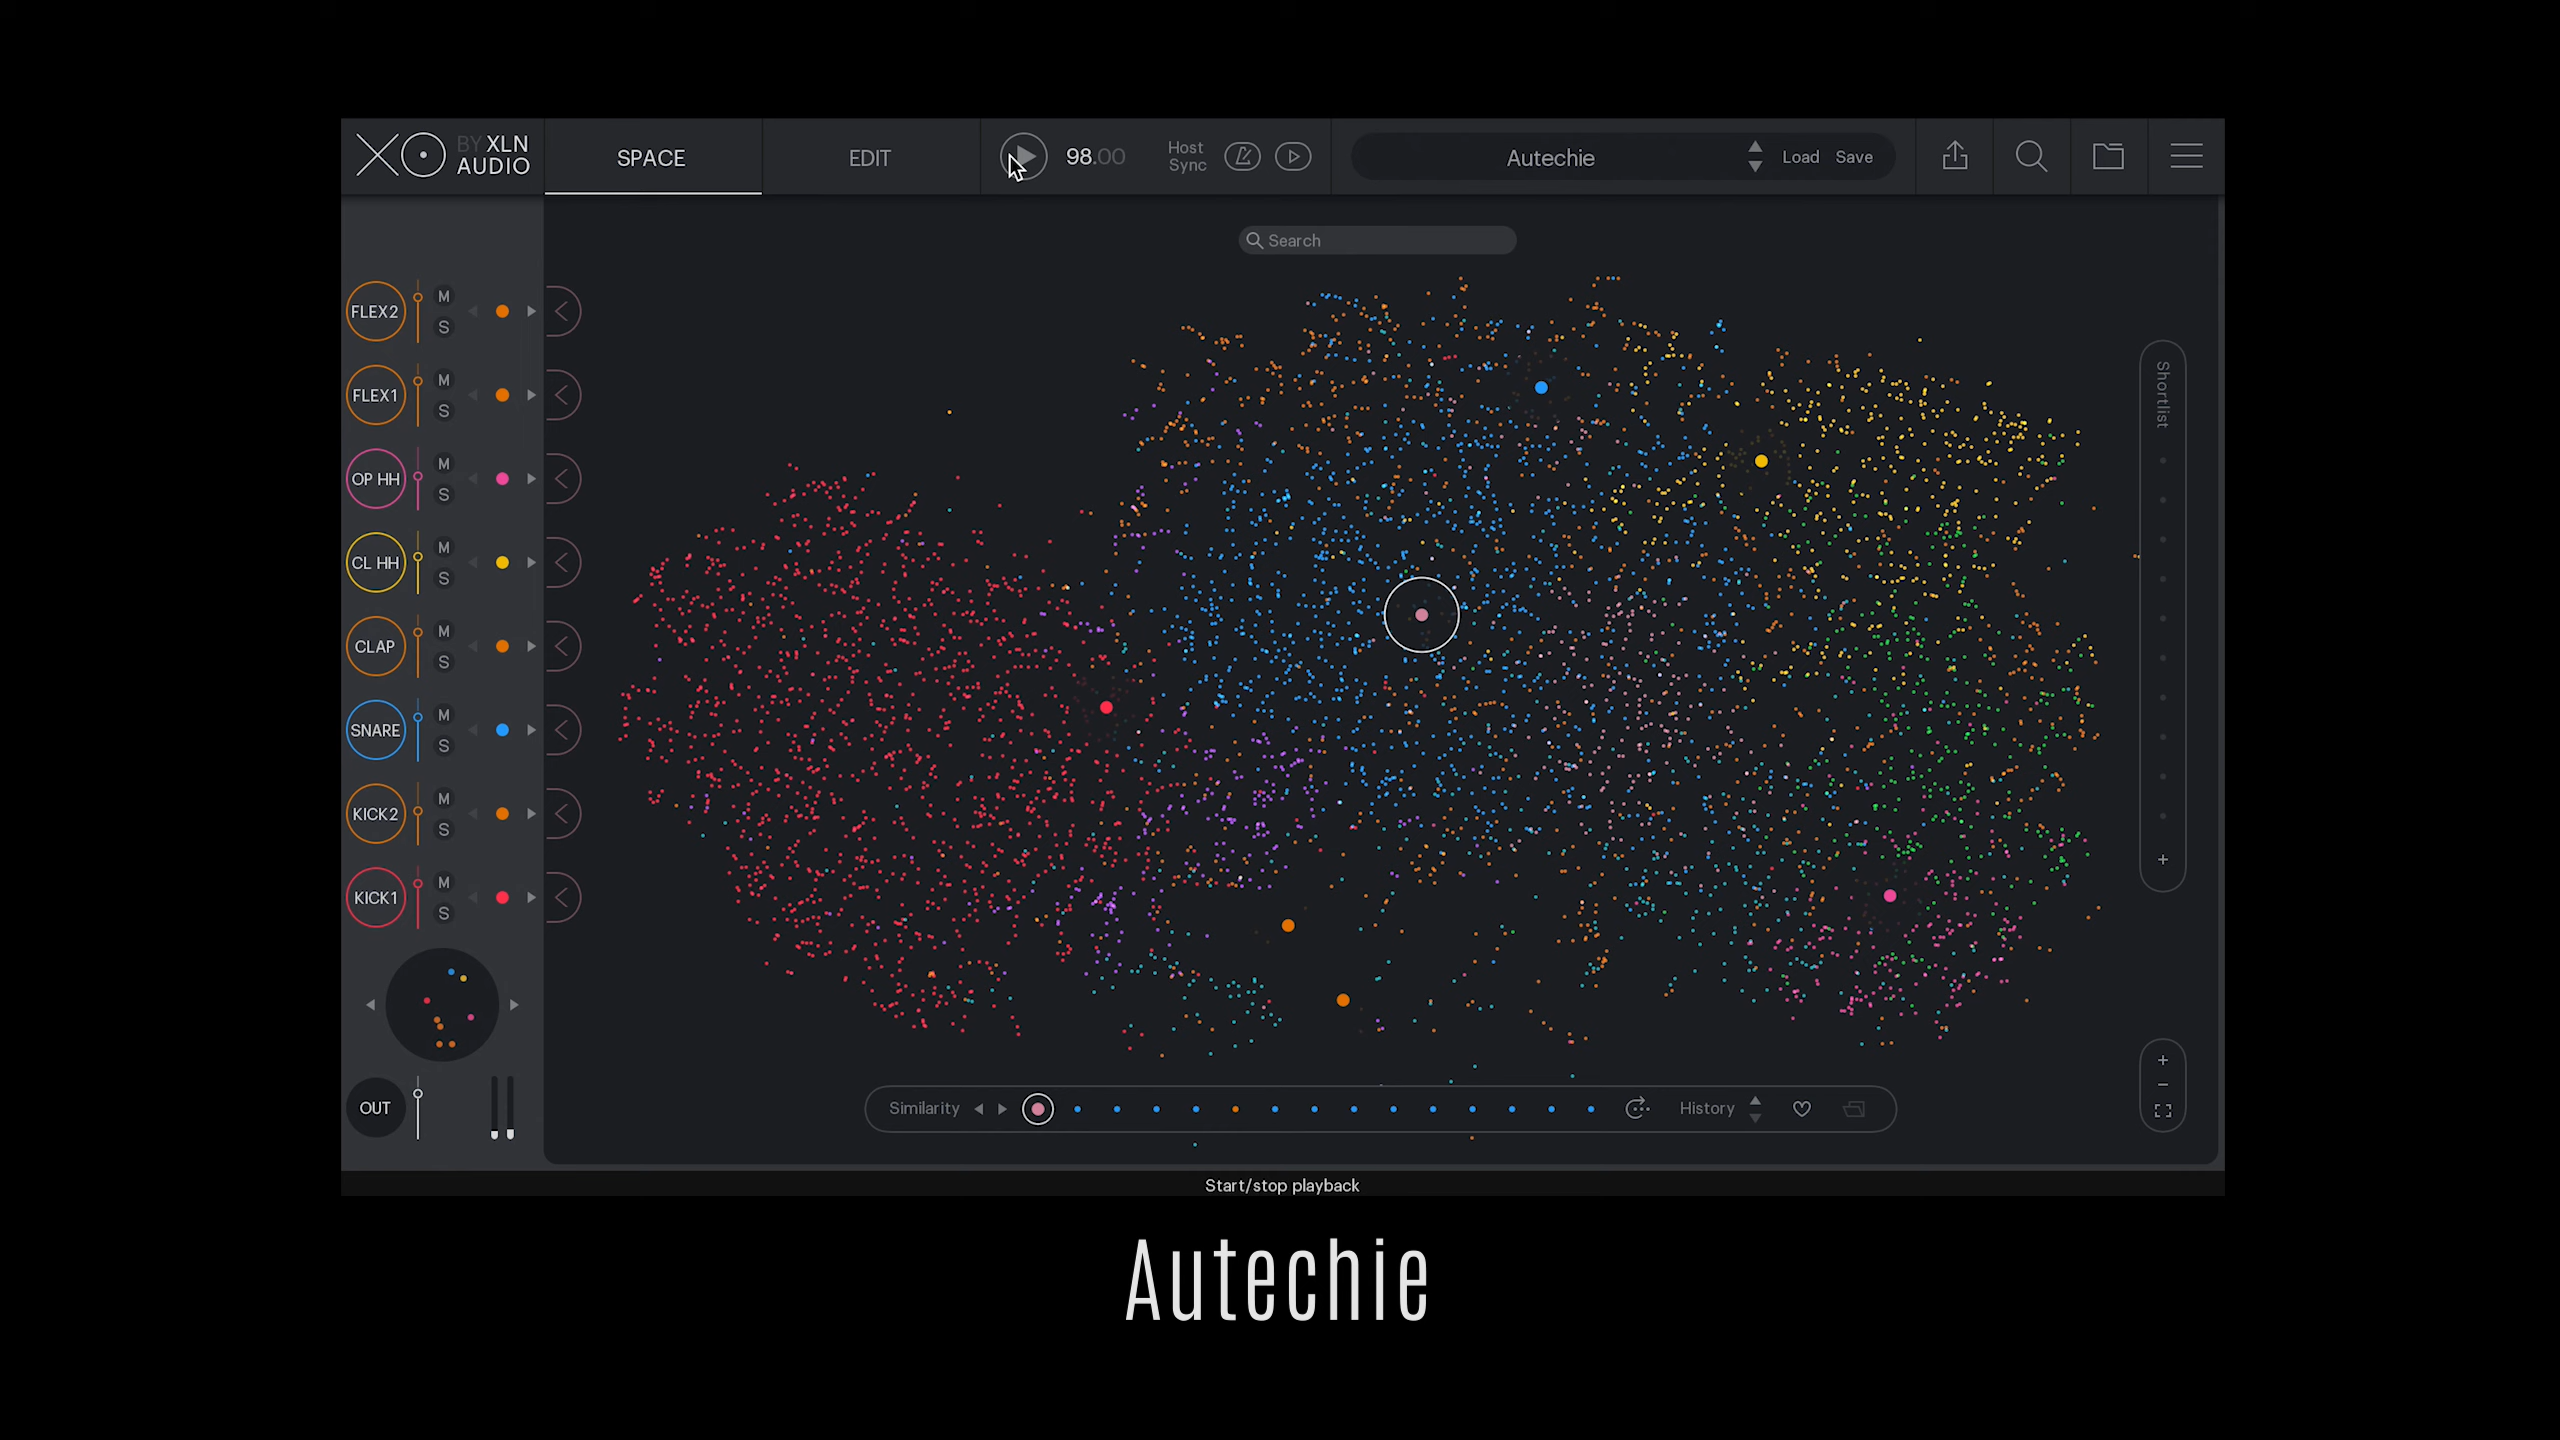 BY XLN
AUDIO
SPACE
EDIT
98.00
Host
Sync
Autechie
Load
Save
Search
FLEX2
M
S
FLEX1
M
S
OP HH
M
S
CL HH
M
S
CLAP
M
S
SNARE
M
S
KICK2
M
S
KICK1
M
S
Shortlist
OUT
Similarity
History
Start/stop playback
Autechie